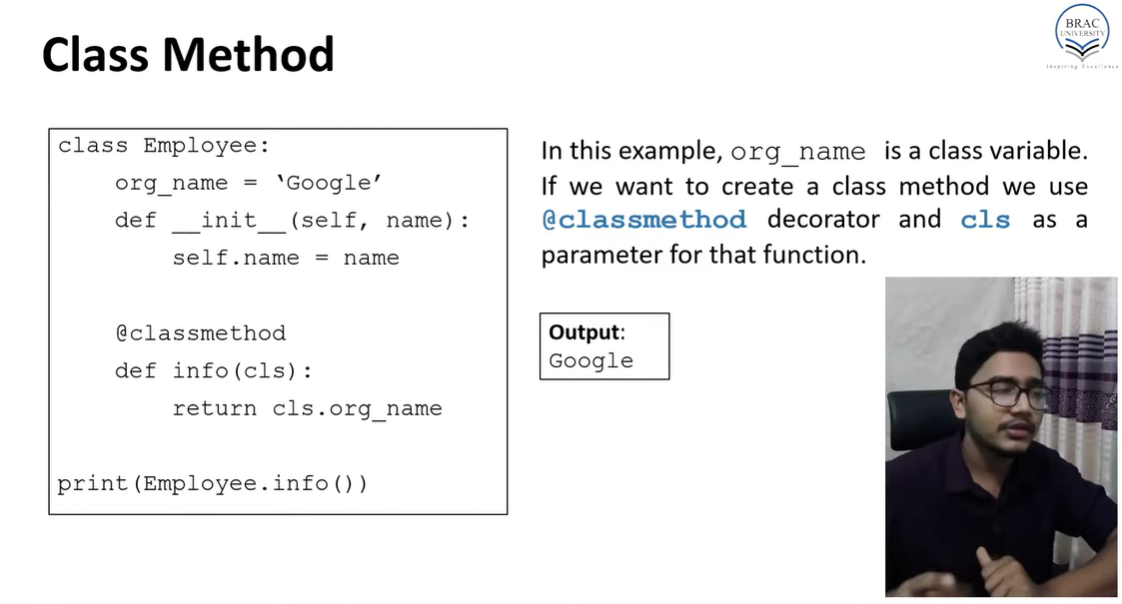 Class Method
BRAC
UNIVERSITY
Inspiring Excellence
class Employee:
    org_name = ‘Google’
    def __init__(self, name):
        self.name = name
    @classmethod
    def info(cls):
        return cls.org_name
print(Employee.info())
In this example, org_name is a class variable.
If we want to create a class method we use
@classmethod decorator and cls as a
parameter for that function.
Output:
Google